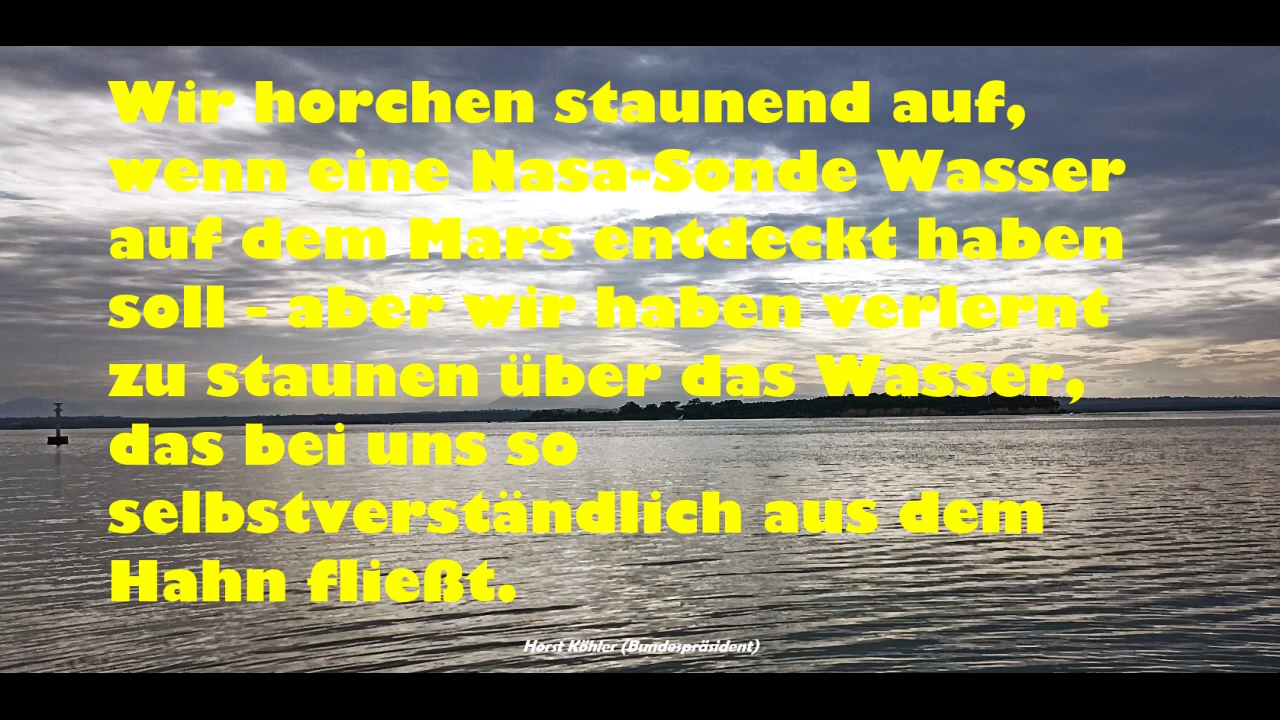 Wir horchen staunend auf,
wenn eine Nasa-Sonde Wasser
auf dem Mars entdeckt haben
soll - aber wir haben verlernt
zu staunen über das Wasser,
das bei uns so
selbstverständlich aus dem
Hahn fließt.
Horst Köhler (Bundespräsident)